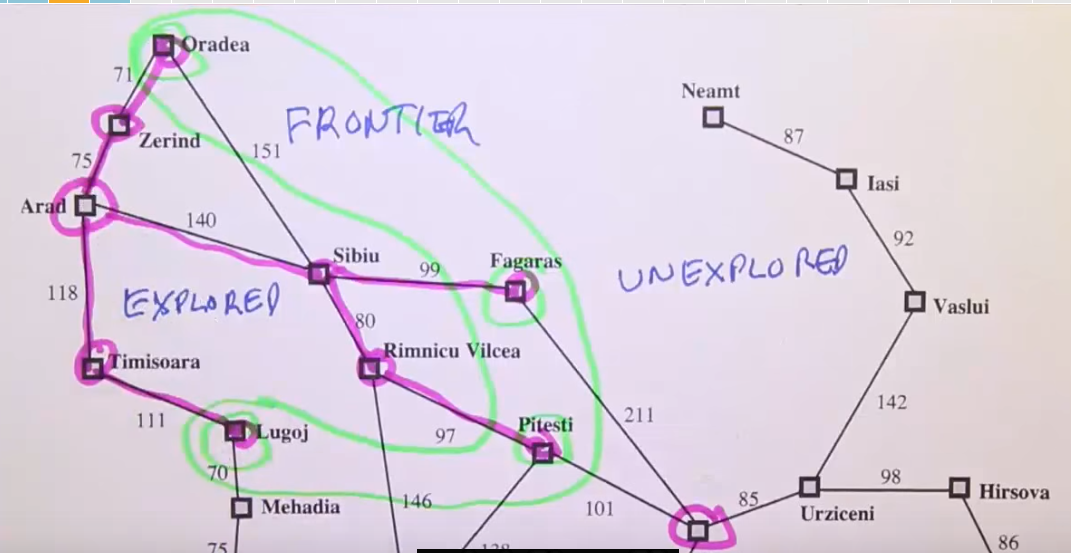 Oradea
71
FRONTIER
Neamt
87
Zerind
151
75
Iasi
Arad
140
92
Sibiu
99
Fagaras
UNEXPLORED
118
EXPLORED
80
Vaslui
Rimnicu Vilcea
Timisoara
142
211
111
Lugoj
97
Pitesti
70
98
Hirsova
Mehadia
146
101
85
Urziceni
75
86